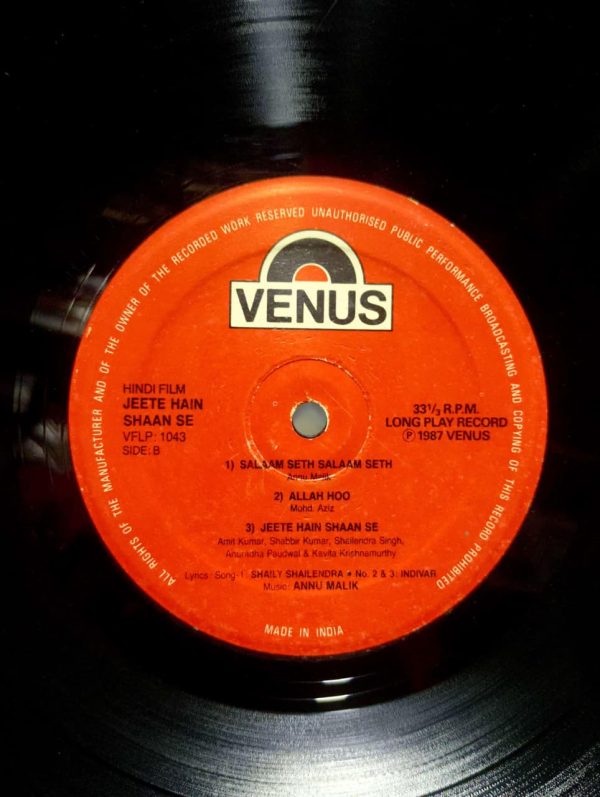 ALL RIGHTS OF THE MANUFACTURER AND OF THE OWNER OF THE RECORDED WORK RESERVED UNAUTHORISED PUBLIC PERFORMANCE BROADCASTING AND COPYING OF THIS RECORD PROHIBITED
VENUS
HINDI FILM
JEETE HAIN
SHAAN SE
VFLP: 1043
SIDE: B
33 1/3 R.P.M.
LONG PLAY RECORD
Ⓟ 1987 VENUS
1) SALAAM SETH SALAAM SETH
Annu Malik
2) ALLAH HOO
Mohd. Aziz
3) JEETE HAIN SHAAN SE
Amit Kumar, Shabbir Kumar, Shailendra Singh,
Anuradha Paudwal & Kavita Krishnamurthy
Lyrics: Song-1: SHAILY SHAILENDRA • No. 2 & 3: INDIVAR
Music: ANNU MALIK
MADE IN INDIA